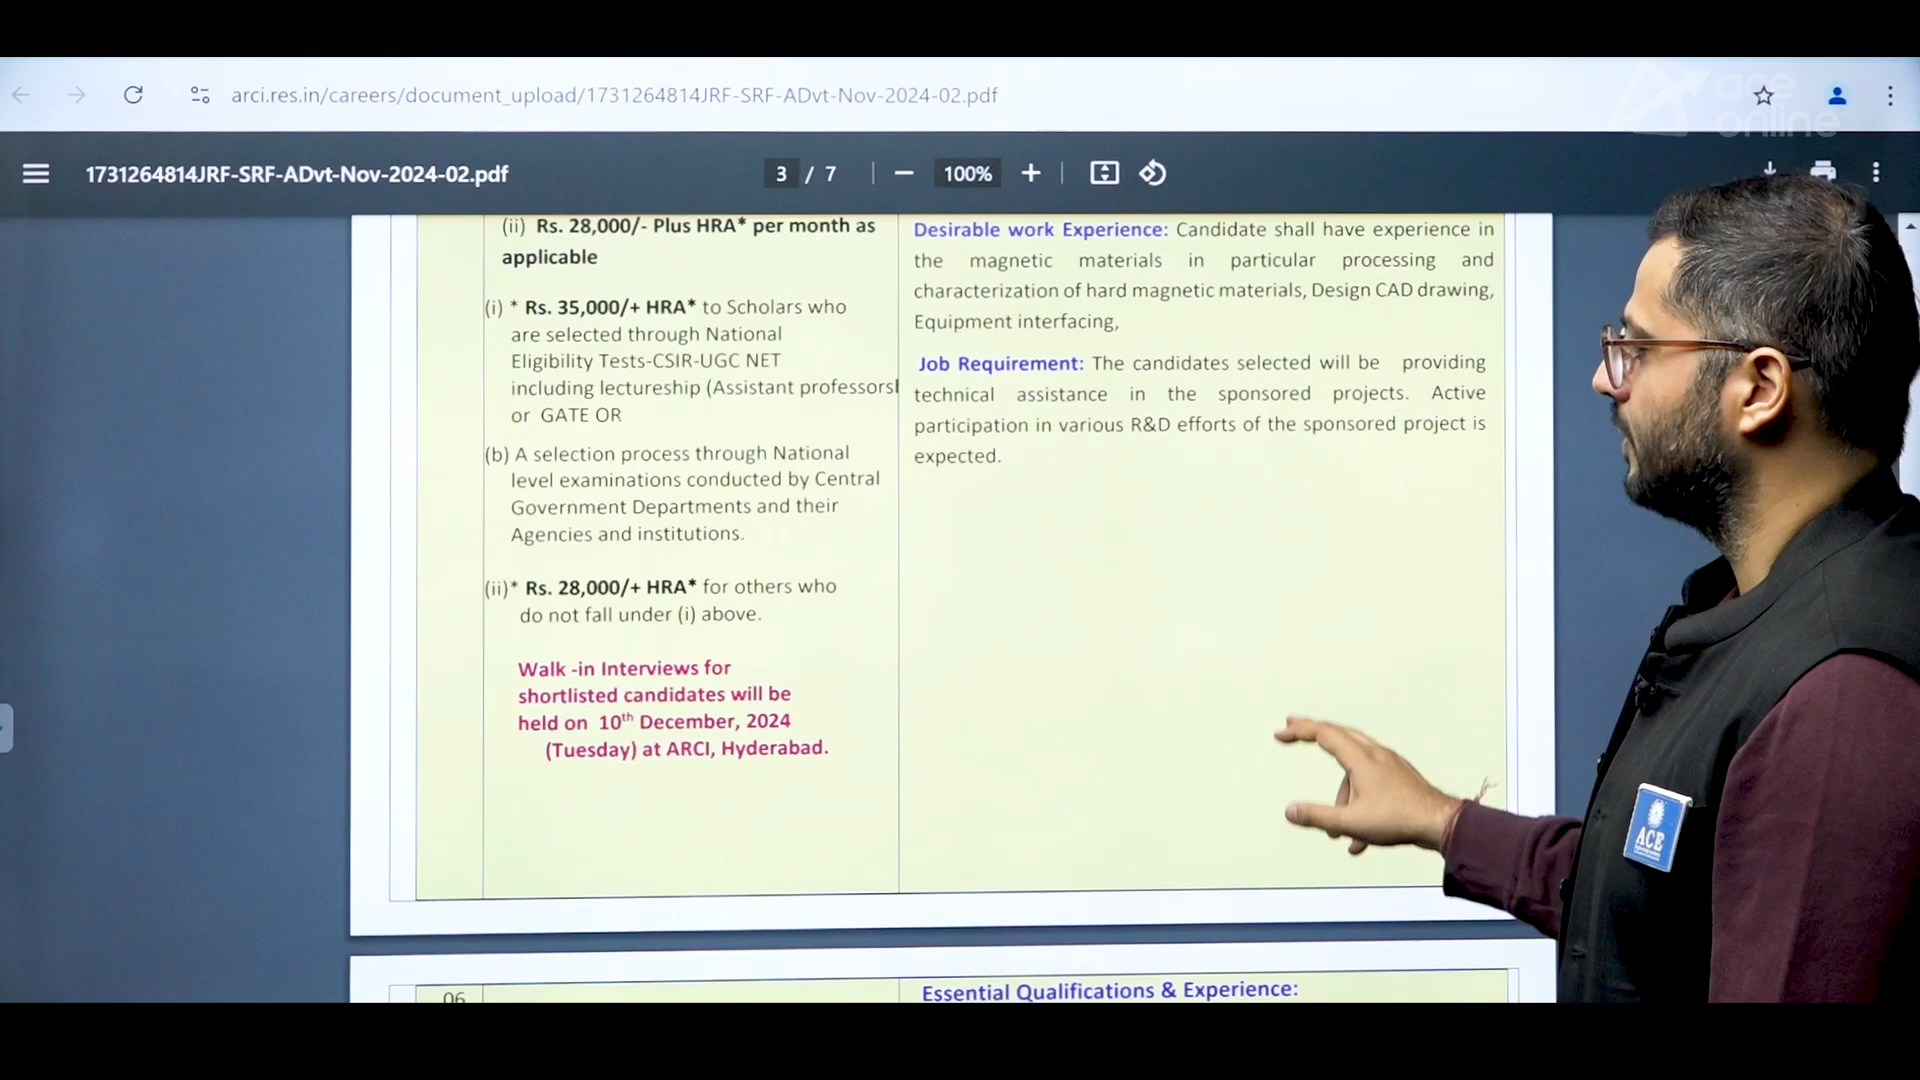 ace
online
arci.res.in/careers/document_upload/1731264814JRF-SRF-ADvt-Nov-2024-02.pdf
1731264814JRF-SRF-ADvt-Nov-2024-02.pdf
3 / 7
100%
(ii) Rs. 28,000/- Plus HRA* per month as
applicable
(i) * Rs. 35,000/+ HRA* to Scholars who
are selected through National
Eligibility Tests-CSIR-UGC NET
including lectureship (Assistant professors
or GATE OR
(b) A selection process through National
level examinations conducted by Central
Government Departments and their
Agencies and institutions.
(ii)* Rs. 28,000/+ HRA* for others who
do not fall under (i) above.
Walk -in Interviews for
shortlisted candidates will be
held on 10th December, 2024
(Tuesday) at ARCI, Hyderabad.
Desirable work Experience: Candidate shall have experience in
the magnetic materials in particular processing and
characterization of hard magnetic materials, Design CAD drawing,
Equipment interfacing,
Job Requirement: The candidates selected will be providing
technical assistance in the sponsored projects. Active
participation in various R&D efforts of the sponsored project is
expected.
06
Essential Qualifications & Experience:
ACE